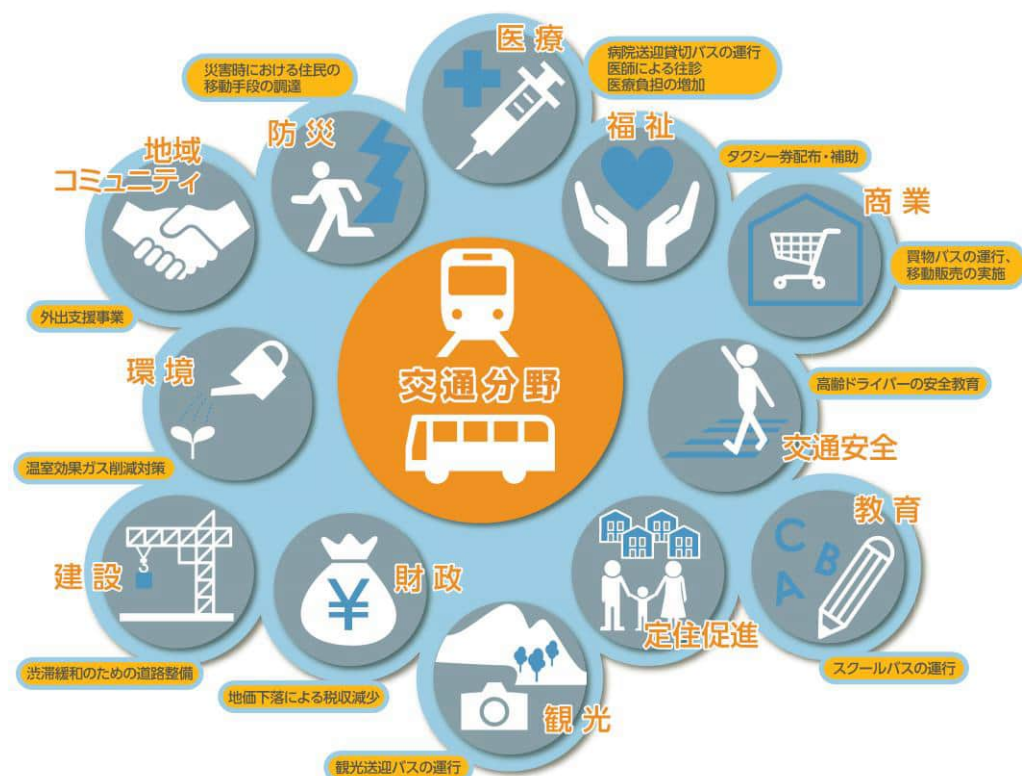 医療
病院送迎貸切バスの運行
医師による往診
医療負担の増加
災害時における住民の
移動手段の調達
防災
福祉
タクシー券配布・補助
地域
コミュニティ
商業
買物バスの運行、
移動販売の実施
外出支援事業
環境
交通分野
高齢ドライバーの安全教育
交通安全
温室効果ガス削減対策
教育
CBA
建設
財政
¥
定住促進
スクールバスの運行
渋滞緩和のための道路整備
地価下落による税収減少
観光
観光送迎バスの運行